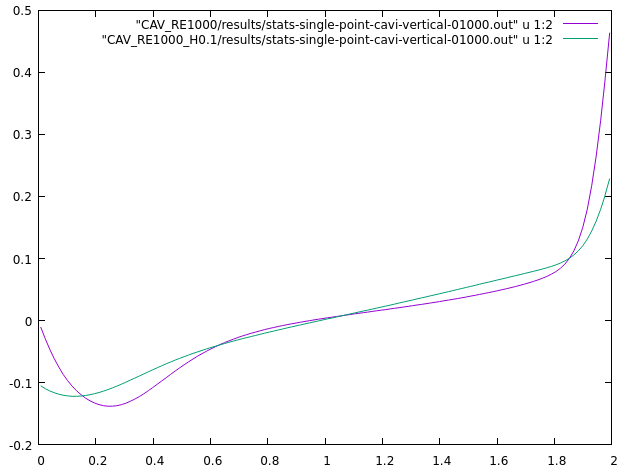 "CAV_RE1000/results/stats-single-point-cavi-vertical-01000.out" u 1:2
"CAV_RE1000_H0.1/results/stats-single-point-cavi-vertical-01000.out" u 1:2
0.5
0.4
0.3
0.2
0.1
0
-0.1
-0.2
0 0.2 0.4 0.6 0.8 1 1.2 1.4 1.6 1.8 2